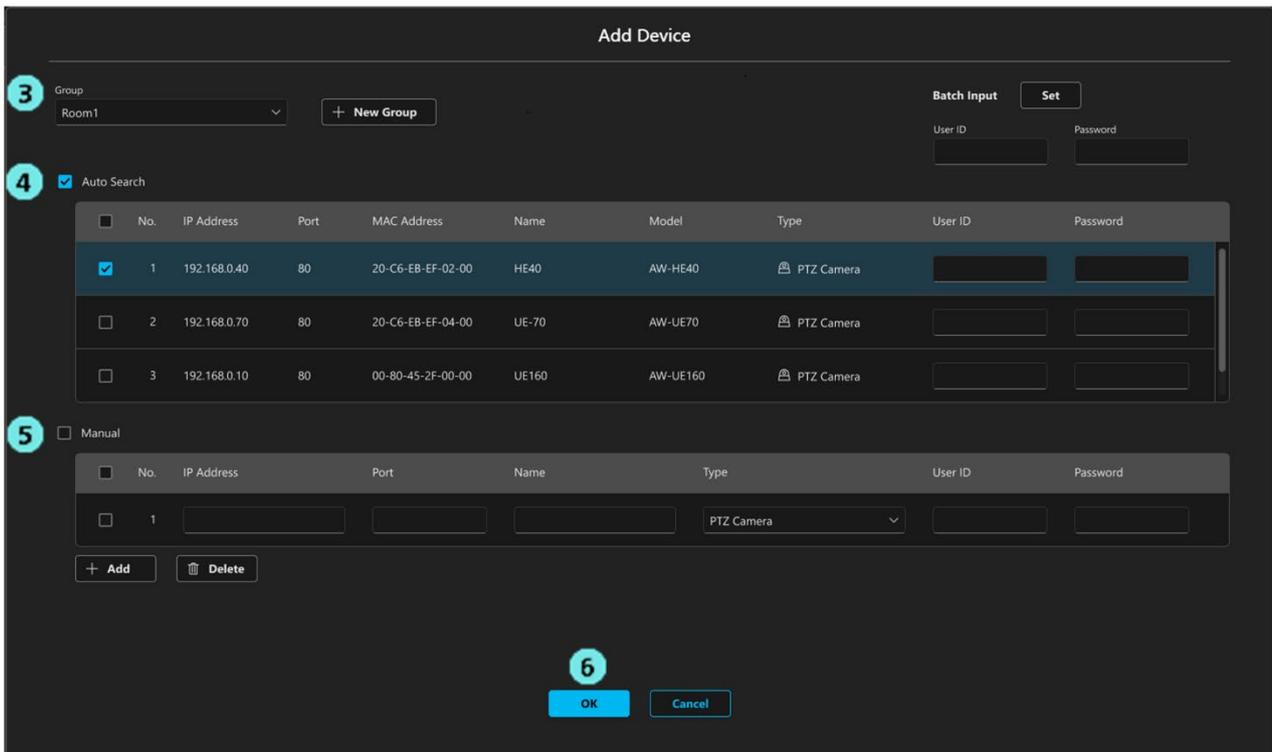 Add Device
3
Group
Room1
+ New Group
Batch Input
Set
User ID
Password
4
Auto Search
No. IP Address Port MAC Address Name Model Type User ID Password
1 192.168.0.40 80 20-C6-EB-EF-02-00 HE40 AW-HE40 PTZ Camera
2 192.168.0.70 80 20-C6-EB-EF-04-00 UE-70 AW-UE70 PTZ Camera
3 192.168.0.10 80 00-80-45-2F-00-00 UE160 AW-UE160 PTZ Camera
5
Manual
No. IP Address Port Name Type User ID Password
1 PTZ Camera
+ Add
Delete
6
OK
Cancel